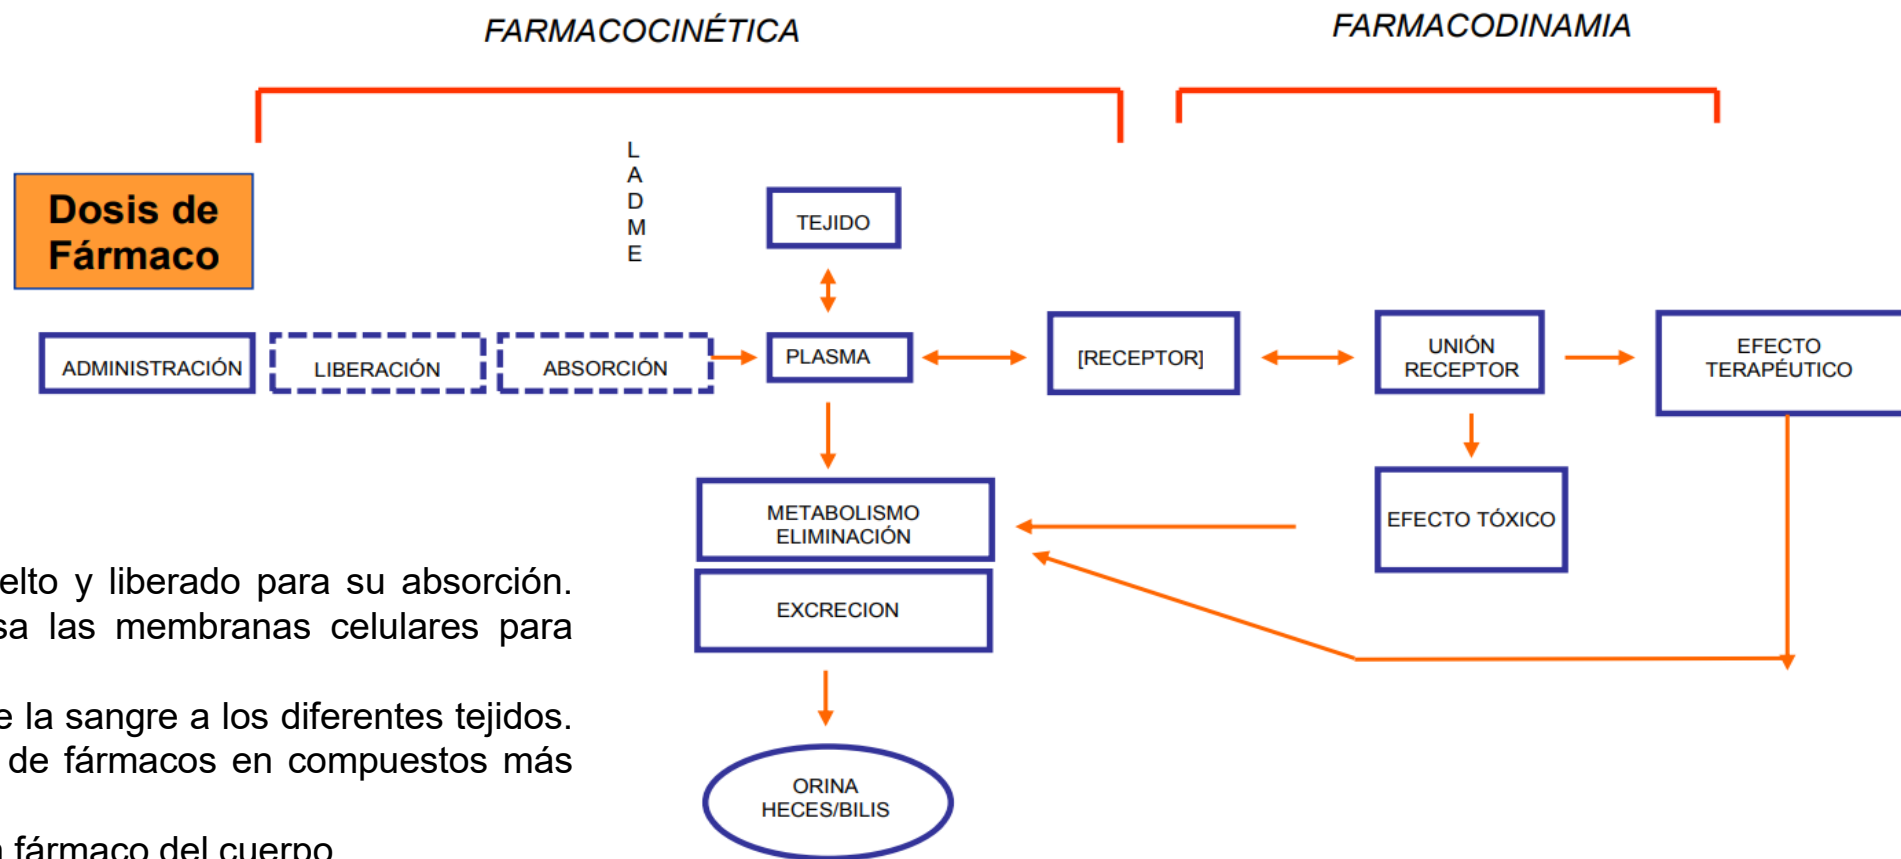 FARMACOCINÉTICA
FARMACODINAMIA
L
A
D
M
E
Dosis de
Fármaco
TEJIDO
ADMINISTRACIÓN
LIBERACIÓN
ABSORCIÓN
PLASMA
[RECEPTOR]
UNIÓN
RECEPTOR
EFECTO
TERAPÉUTICO
METABOLISMO
ELIMINACIÓN
EFECTO TÓXICO
EXCRECION
ORINA
HECES/BILIS
elto y liberado para su absorción.
sa las membranas celulares para
e la sangre a los diferentes tejidos.
de fármacos en compuestos más
fármaco del cuerpo